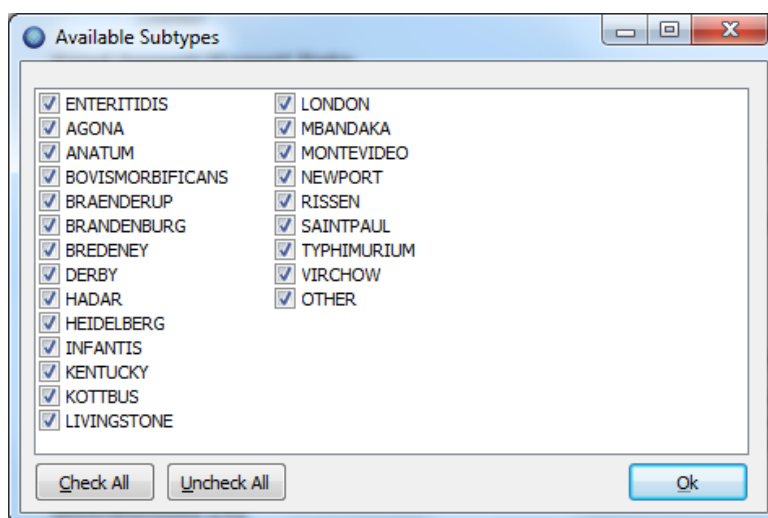 Available Subtypes
ENTERITIDIS
AGONA
ANATUM
BOVISMORBIFICANS
BRAENDERUP
BRANDENBURG
BREDENEY
DERBY
HADAR
HEIDELBERG
INFANTIS
KENTUCKY
KOTTBUS
LIVINGSTONE
LONDON
MBANDAKA
MONTEVIDEO
NEWPORT
RISSEN
SAINTPAUL
TYPHIMURIUM
VIRCHOW
OTHER
Check All
Uncheck All
Ok